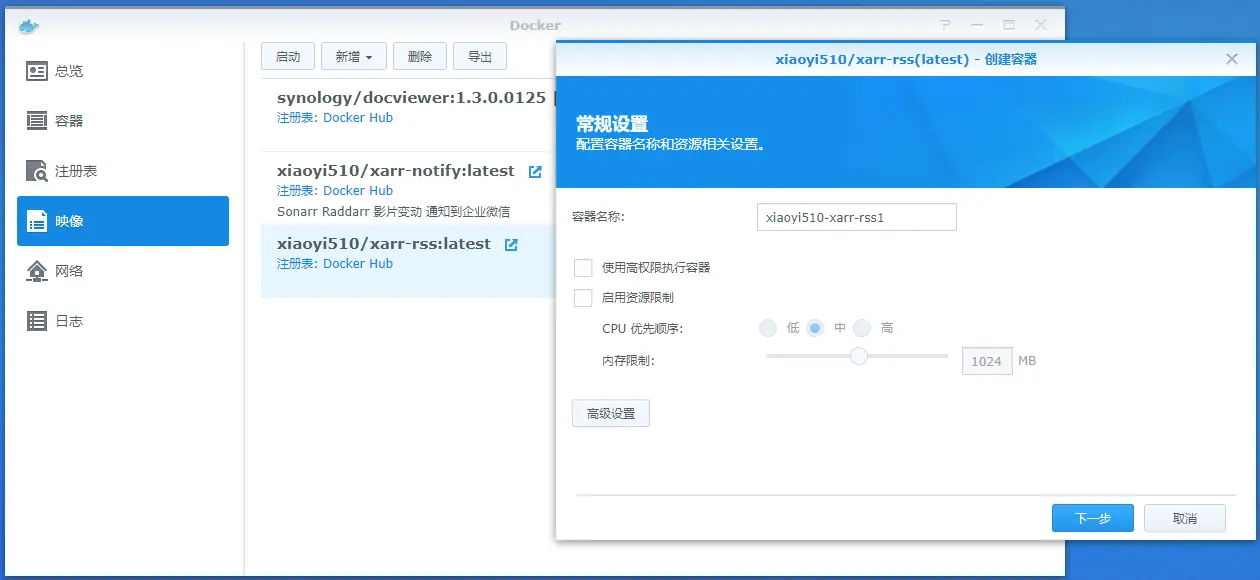 Docker
总览
容器
注册表
映像
网络
日志
启动 新增 删除 导出
synology/docviewer:1.3.0.0125
注册表: Docker Hub
xiaoyi510/xarr-notify:latest
注册表: Docker Hub
Sonarr Raddarr 影片变动 通知到企业微信
xiaoyi510/xarr-rss:latest
注册表: Docker Hub
xiaoyi510/xarr-rss(latest) - 创建容器
常规设置
配置容器名称和资源相关设置。
容器名称: xiaoyi510-xarr-rss1
使用高权限执行容器
启用资源限制
CPU 优先顺序: 低 中 高
内存限制: 1024 MB
高级设置
下一步 取消